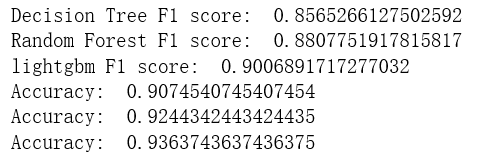 Decision Tree F1 score:  0.8565266127502592
Random Forest F1 score:  0.8807751917815817
lightgbm F1 score:  0.9006891717277032
Accuracy:  0.9074540745407454
Accuracy:  0.9244342443424435
Accuracy:  0.9363743637436375